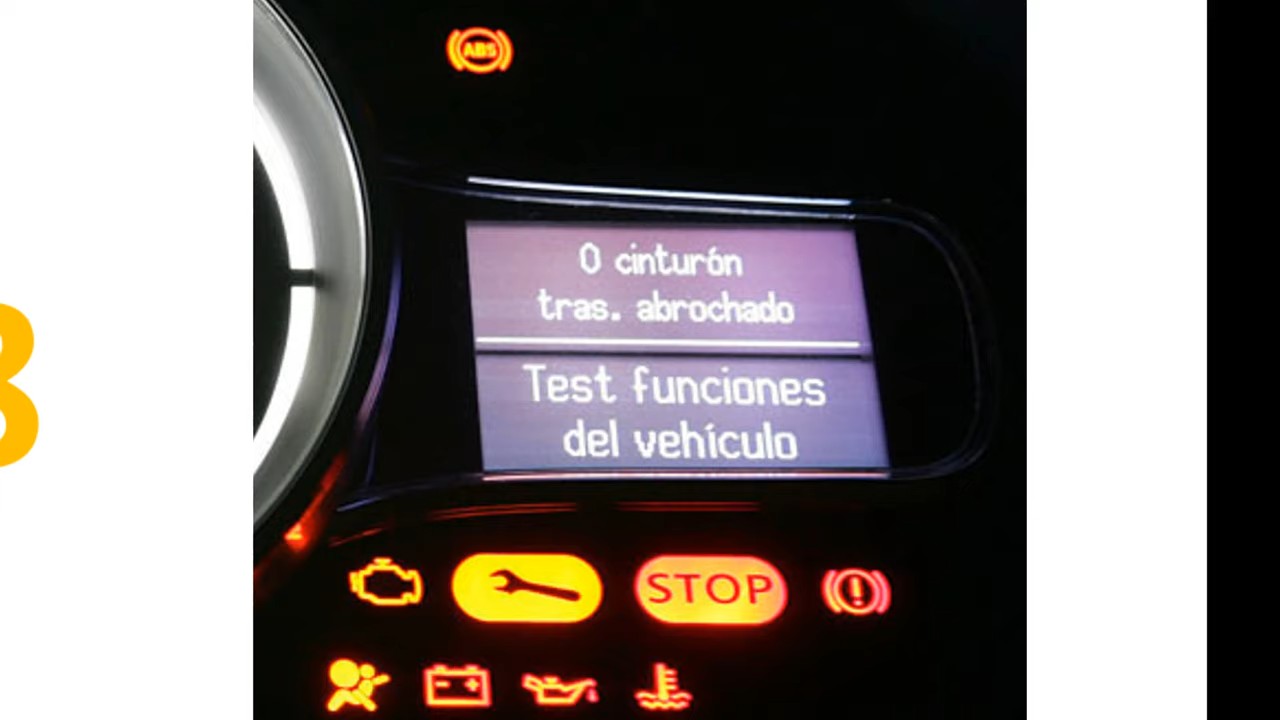 ABS
0 cinturón
tras. abrochado
Test funciones
del vehículo
STOP